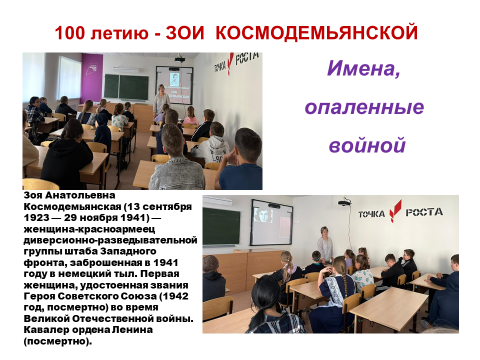 100 летию - ЗОИ КОСМОДЕМЬЯНСКОЙ
Имена,
опаленные
войной
ТОЧКА РОСТА
Зоя Анатольевна
Космодемьянская (13 сентября
1923 — 29 ноября 1941) —
женщина-красноармеец
диверсионно-разведывательной
группы штаба Западного
фронта, заброшенная в 1941
году в немецкий тыл. Первая
женщина, удостоенная звания
Героя Советского Союза (1942
год, посмертно) во время
Великой Отечественной войны.
Кавалер ордена Ленина
(посмертно).
ТОЧКА РОСТА